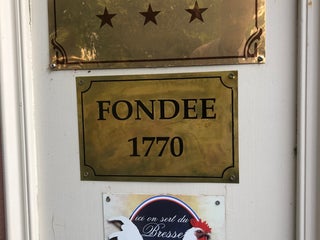 FONDEE
1770
ici on sert du
Bresse